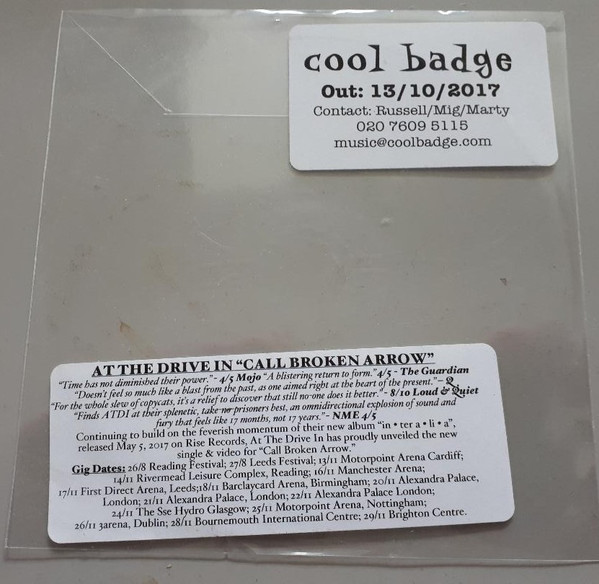 cool badge
Out: 13/10/2017
Contact: Russell/Mig/Marty
020 7609 5115
music@coolbadge.com
AT THE DRIVE IN “CALL BROKEN ARROW”
“Time has not diminished their power.”- 4/5 Mojo “A blistering return to form.”4/5 - The Guardian
“Doesn't feel so much like a blast from the past, as one aimed right at the heart of the present.”– Q
“For the whole slew of copycats, it's a relief to discover that still no-one does it better.”- 8/10 Loud & Quiet
“Finds ATDI at their splenetic, take-no-prisoners best, an omnidirectional explosion of sound and
fury that feels like 17 months, not 17 years.”- NME 4/5
Continuing to build on the feverish momentum of their new album “in • ter a • li • a”,
released May 5, 2017 on Rise Records, At The Drive In has proudly unveiled the new
single & video for “Call Broken Arrow.”
Gig Dates: 26/8 Reading Festival; 27/8 Leeds Festival; 13/11 Motorpoint Arena Cardiff;
14/11 Rivermead Leisure Complex, Reading; 16/11 Manchester Arena;
17/11 First Direct Arena, Leeds;18/11 Barclaycard Arena, Birmingham; 20/11 Alexandra Palace,
London; 21/11 Alexandra Palace, London; 22/11 Alexandra Palace London;
24/11 The Sse Hydro Glasgow; 25/11 Motorpoint Arena, Nottingham;
26/11 3arena, Dublin; 28/11 Bournemouth International Centre; 29/11 Brighton Centre.